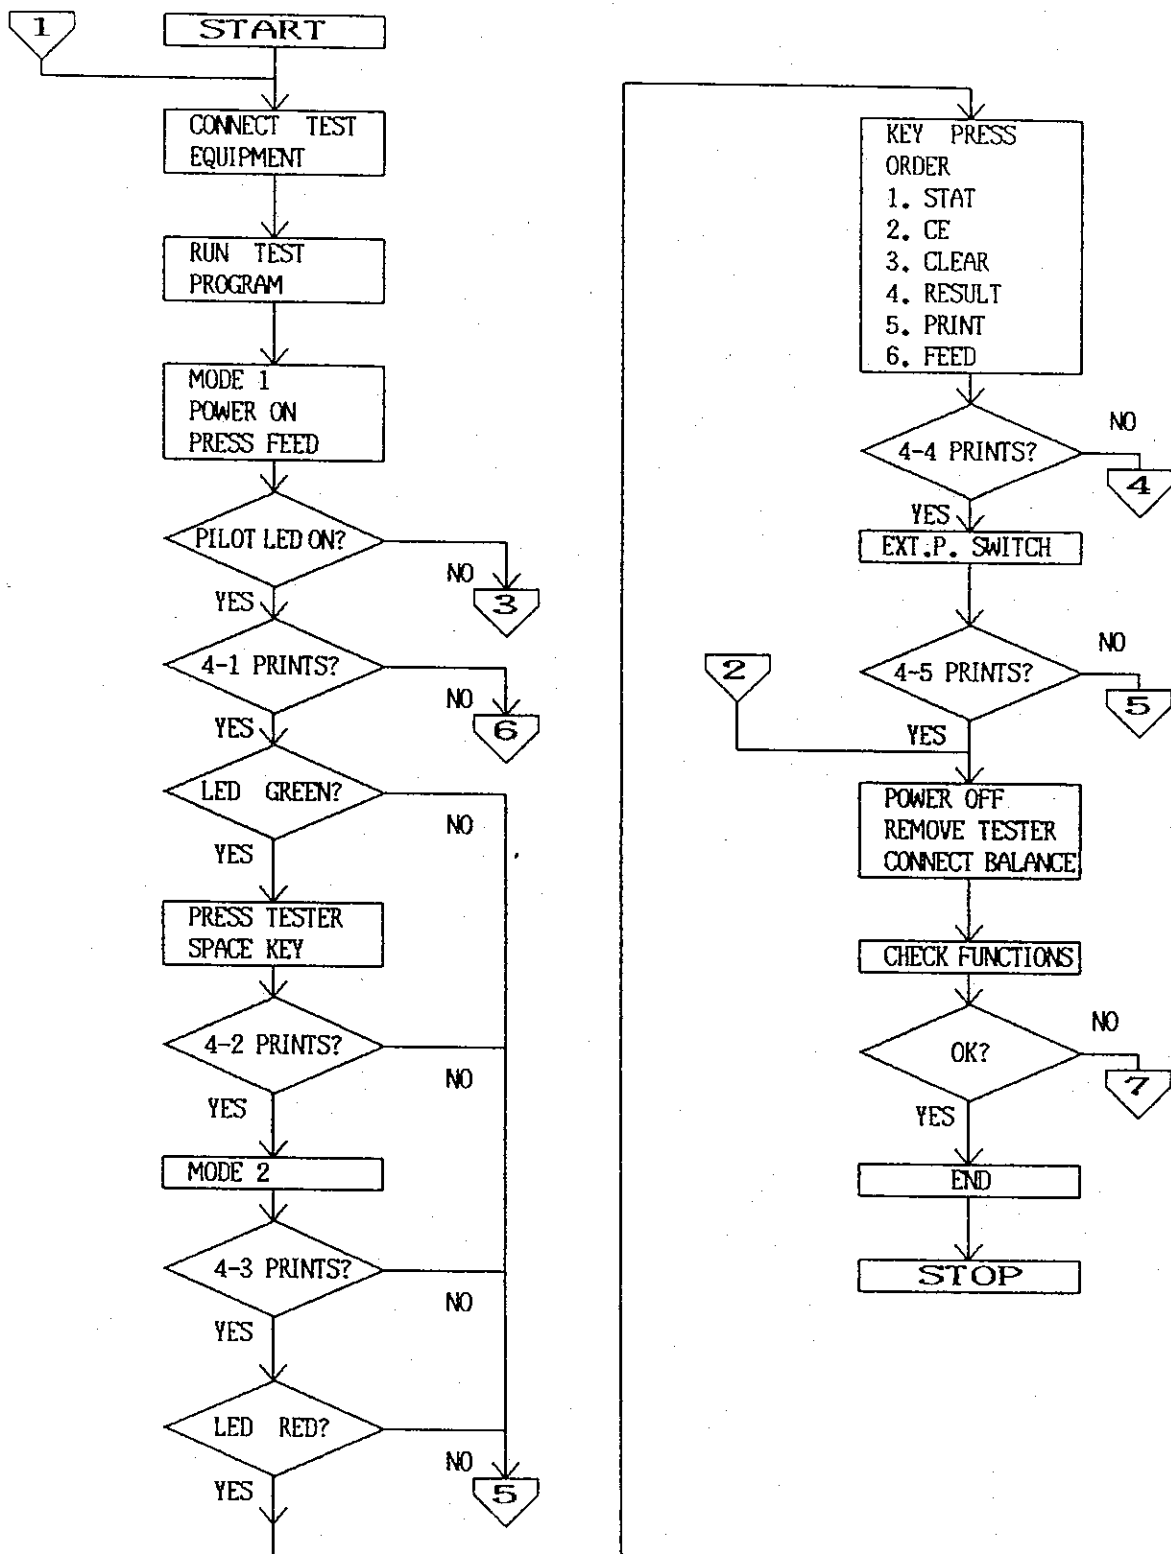 1
START
CONNECT TEST
EQUIPMENT
RUN TEST
PROGRAM
MODE 1
POWER ON
PRESS FEED
PILOT LED ON?
NO
3
YES
4-1 PRINTS?
NO
6
YES
LED GREEN?
NO
YES
PRESS TESTER
SPACE KEY
4-2 PRINTS?
NO
YES
MODE 2
4-3 PRINTS?
NO
YES
LED RED?
NO
5
YES
KEY PRESS
ORDER
1. STAT
2. CE
3. CLEAR
4. RESULT
5. PRINT
6. FEED
4-4 PRINTS?
NO
4
YES
EXT.P. SWITCH
4-5 PRINTS?
NO
5
2
YES
POWER OFF
REMOVE TESTER
CONNECT BALANCE
CHECK FUNCTIONS
OK?
NO
7
YES
END
STOP